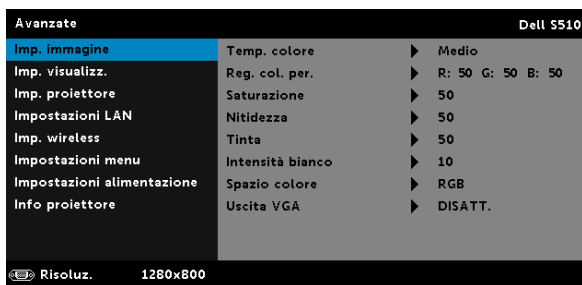 Avanzate Dell S510
Imp. immagine Temp. colore Medio
Imp. visualizz. Reg. col. per. R: 50 G: 50 B: 50
Imp. proiettore Saturazione 50
Impostazioni LAN Nitidezza 50
Imp. wireless Tinta 50
Impostazioni menu Intensità bianco 10
Impostazioni alimentazione Spazio colore RGB
Info proiettore Uscita VGA DISATT.
Risoluz. 1280x800